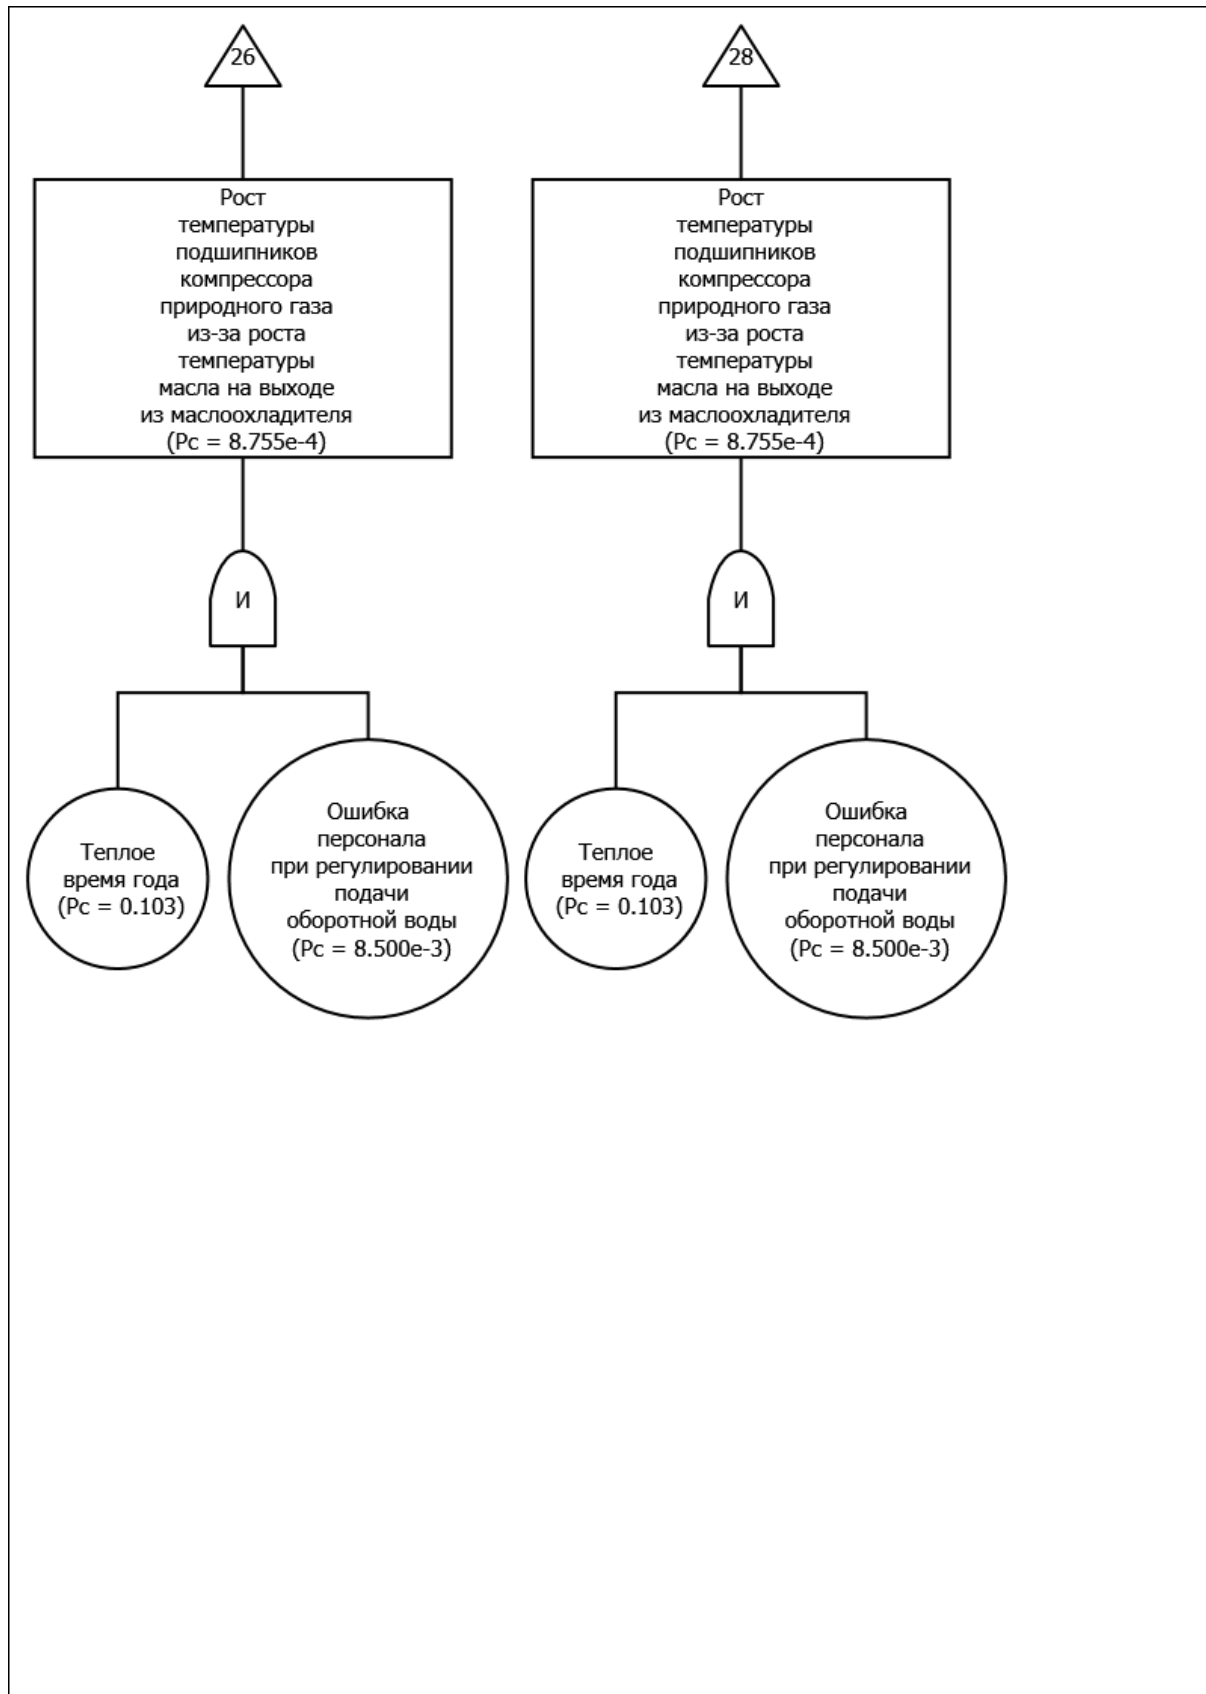 26
Рост
температуры
подшипников
компрессора
природного газа
из-за роста
температуры
масла на выходе
из маслоохладителя
(Pc = 8.755e-4)
И
Теплое
время года
(Pc = 0.103)
Ошибка
персонала
при регулировании
подачи
оборотной воды
(Pc = 8.500e-3)
28
Рост
температуры
подшипников
компрессора
природного газа
из-за роста
температуры
масла на выходе
из маслоохладителя
(Pc = 8.755e-4)
И
Теплое
время года
(Pc = 0.103)
Ошибка
персонала
при регулировании
подачи
оборотной воды
(Pc = 8.500e-3)